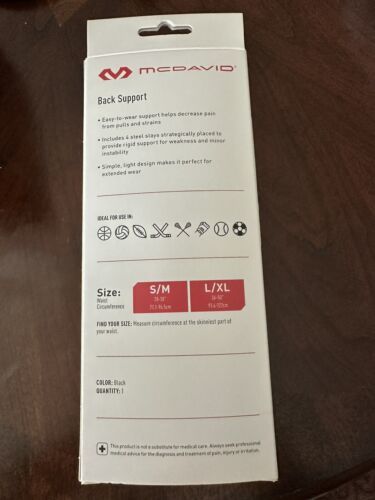 McDAVID®
Back Support
• Easy-to-wear support helps decrease pain
from pulls and strains
• Includes 4 steel stays strategically placed to
provide rigid support for weakness and minor
instability
• Simple, light design makes it perfect for
extended wear
IDEAL FOR USE IN:
Size:
Waist
Circumference
S/M
28-38"
L/XL
FIND YOUR SIZE: Measure circumference at the skinniest part of
your waist.
COLOR: Black
QUANTITY: 1
This product is not a substitute for medical care. Always seek professional
medical advice for the diagnosis and treatment of pain, injury or irritation.